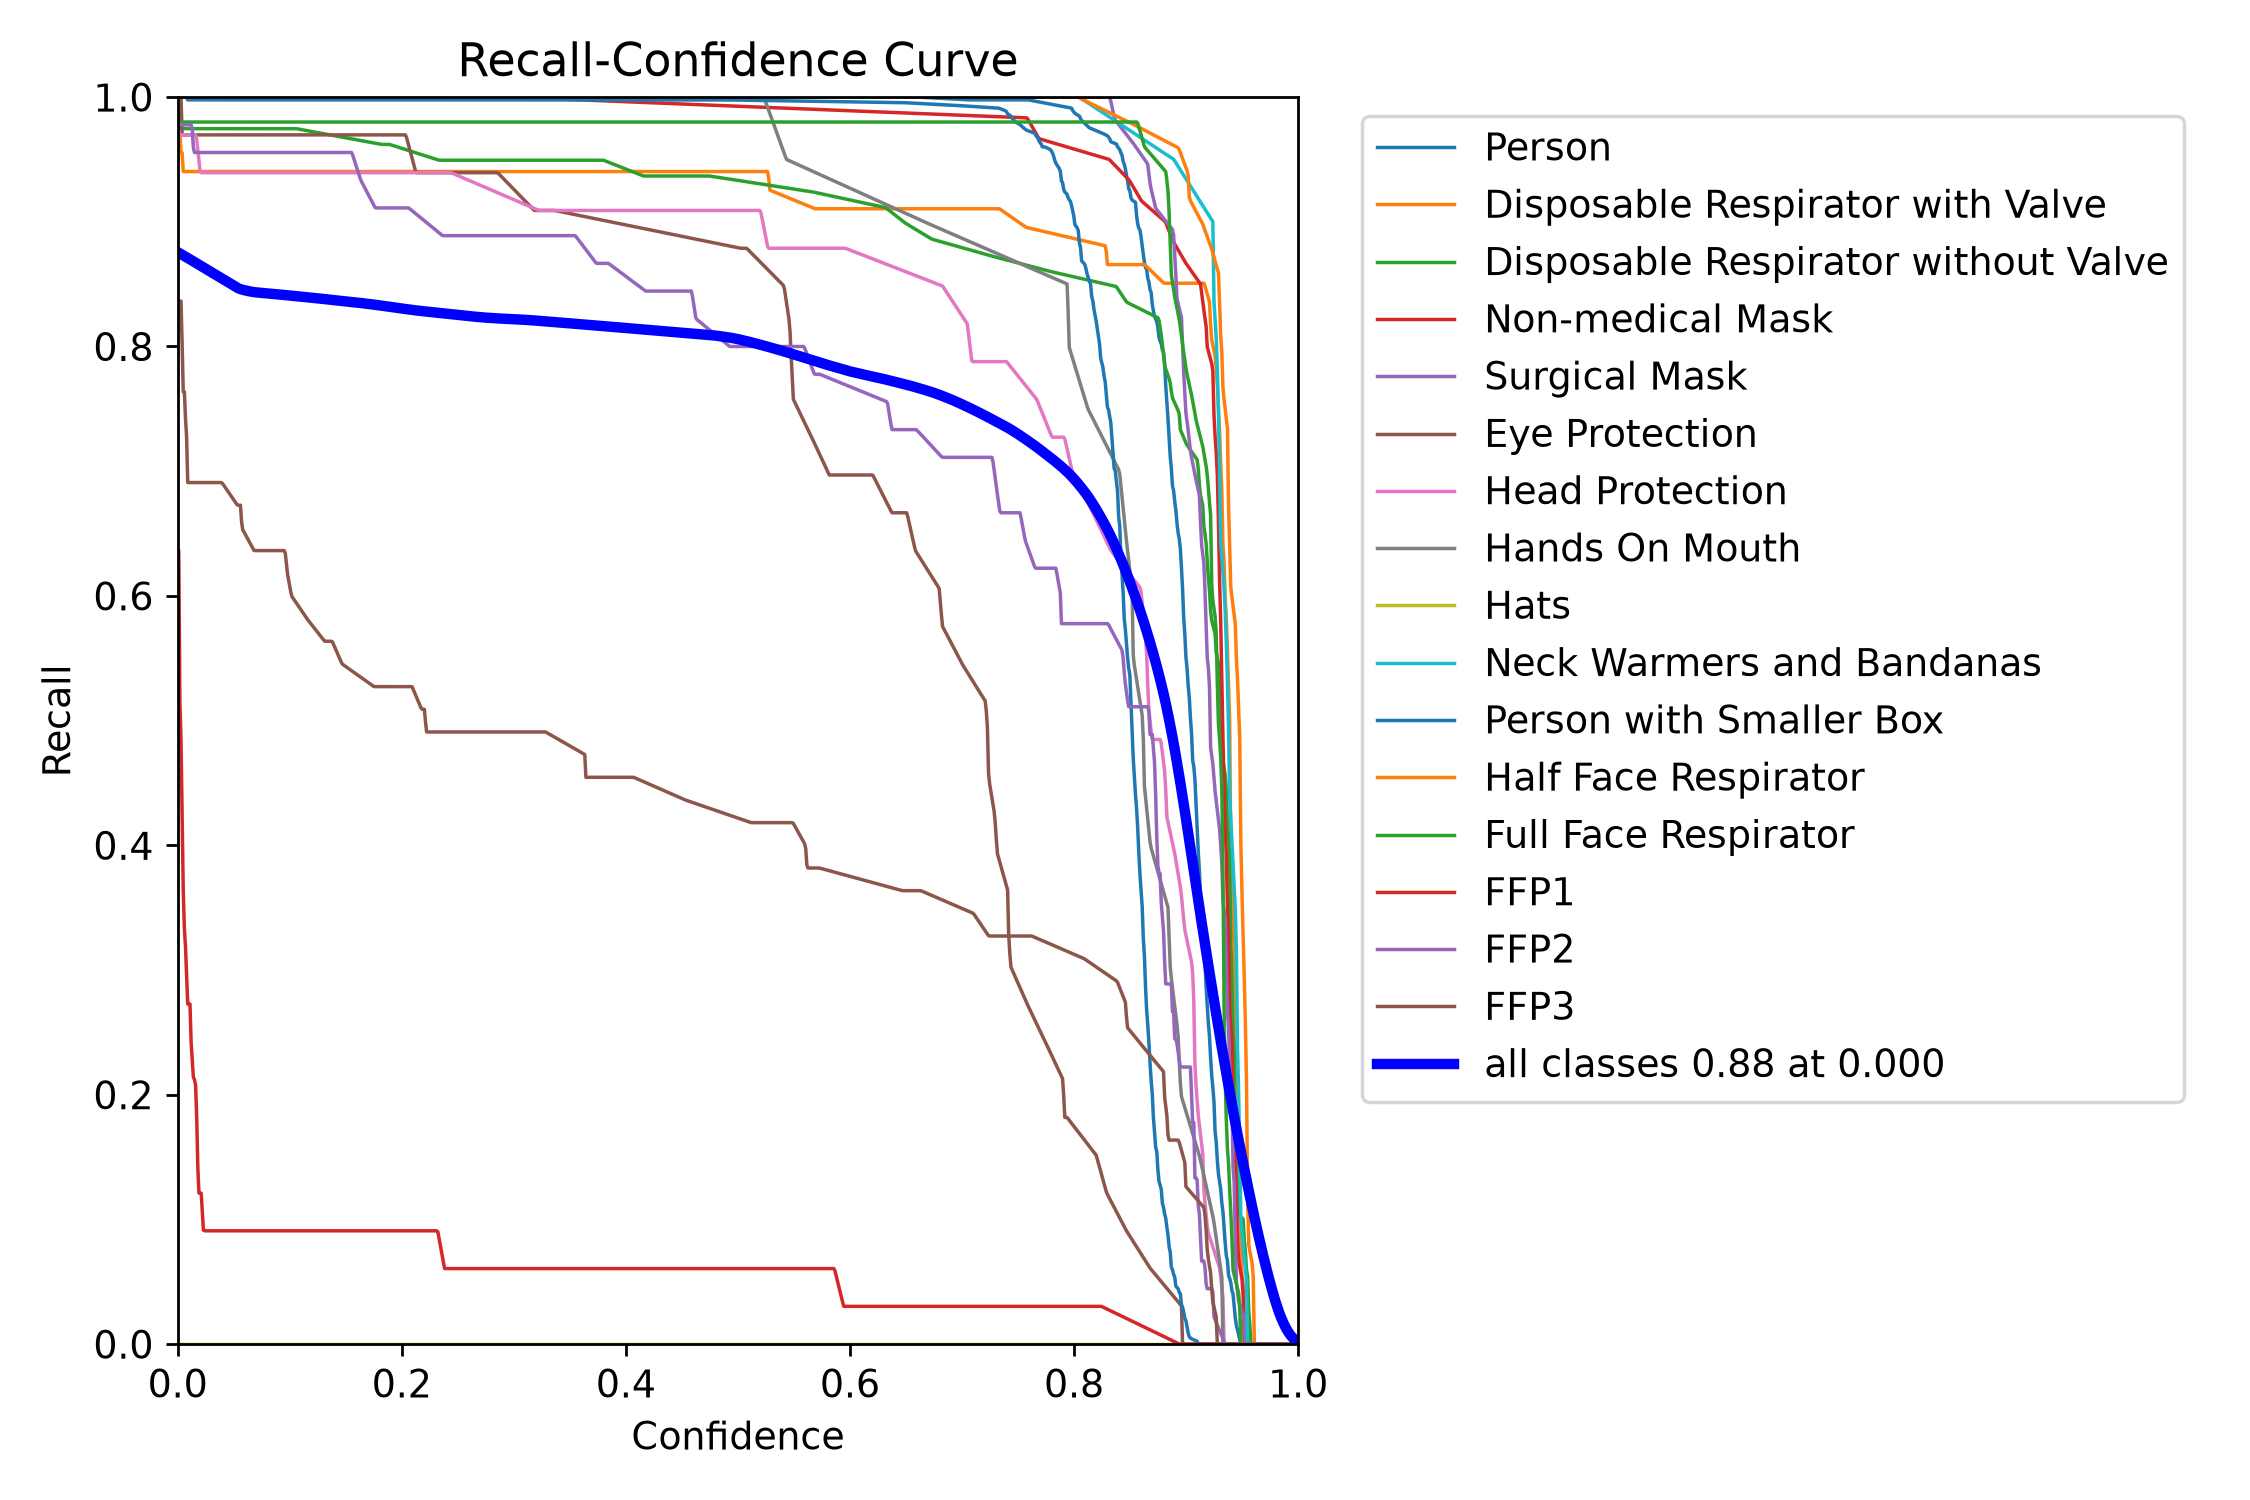 Recall-Confidence Curve
1.0
0.8
0.6
0.4
0.2
0.0
Recall
0.0 0.2 0.4 0.6 0.8 1.0
Confidence
Person
Disposable Respirator with Valve
Disposable Respirator without Valve
Non-medical Mask
Surgical Mask
Eye Protection
Head Protection
Hands On Mouth
Hats
Neck Warmers and Bandanas
Person with Smaller Box
Half Face Respirator
Full Face Respirator
FFP1
FFP2
FFP3
all classes 0.88 at 0.000